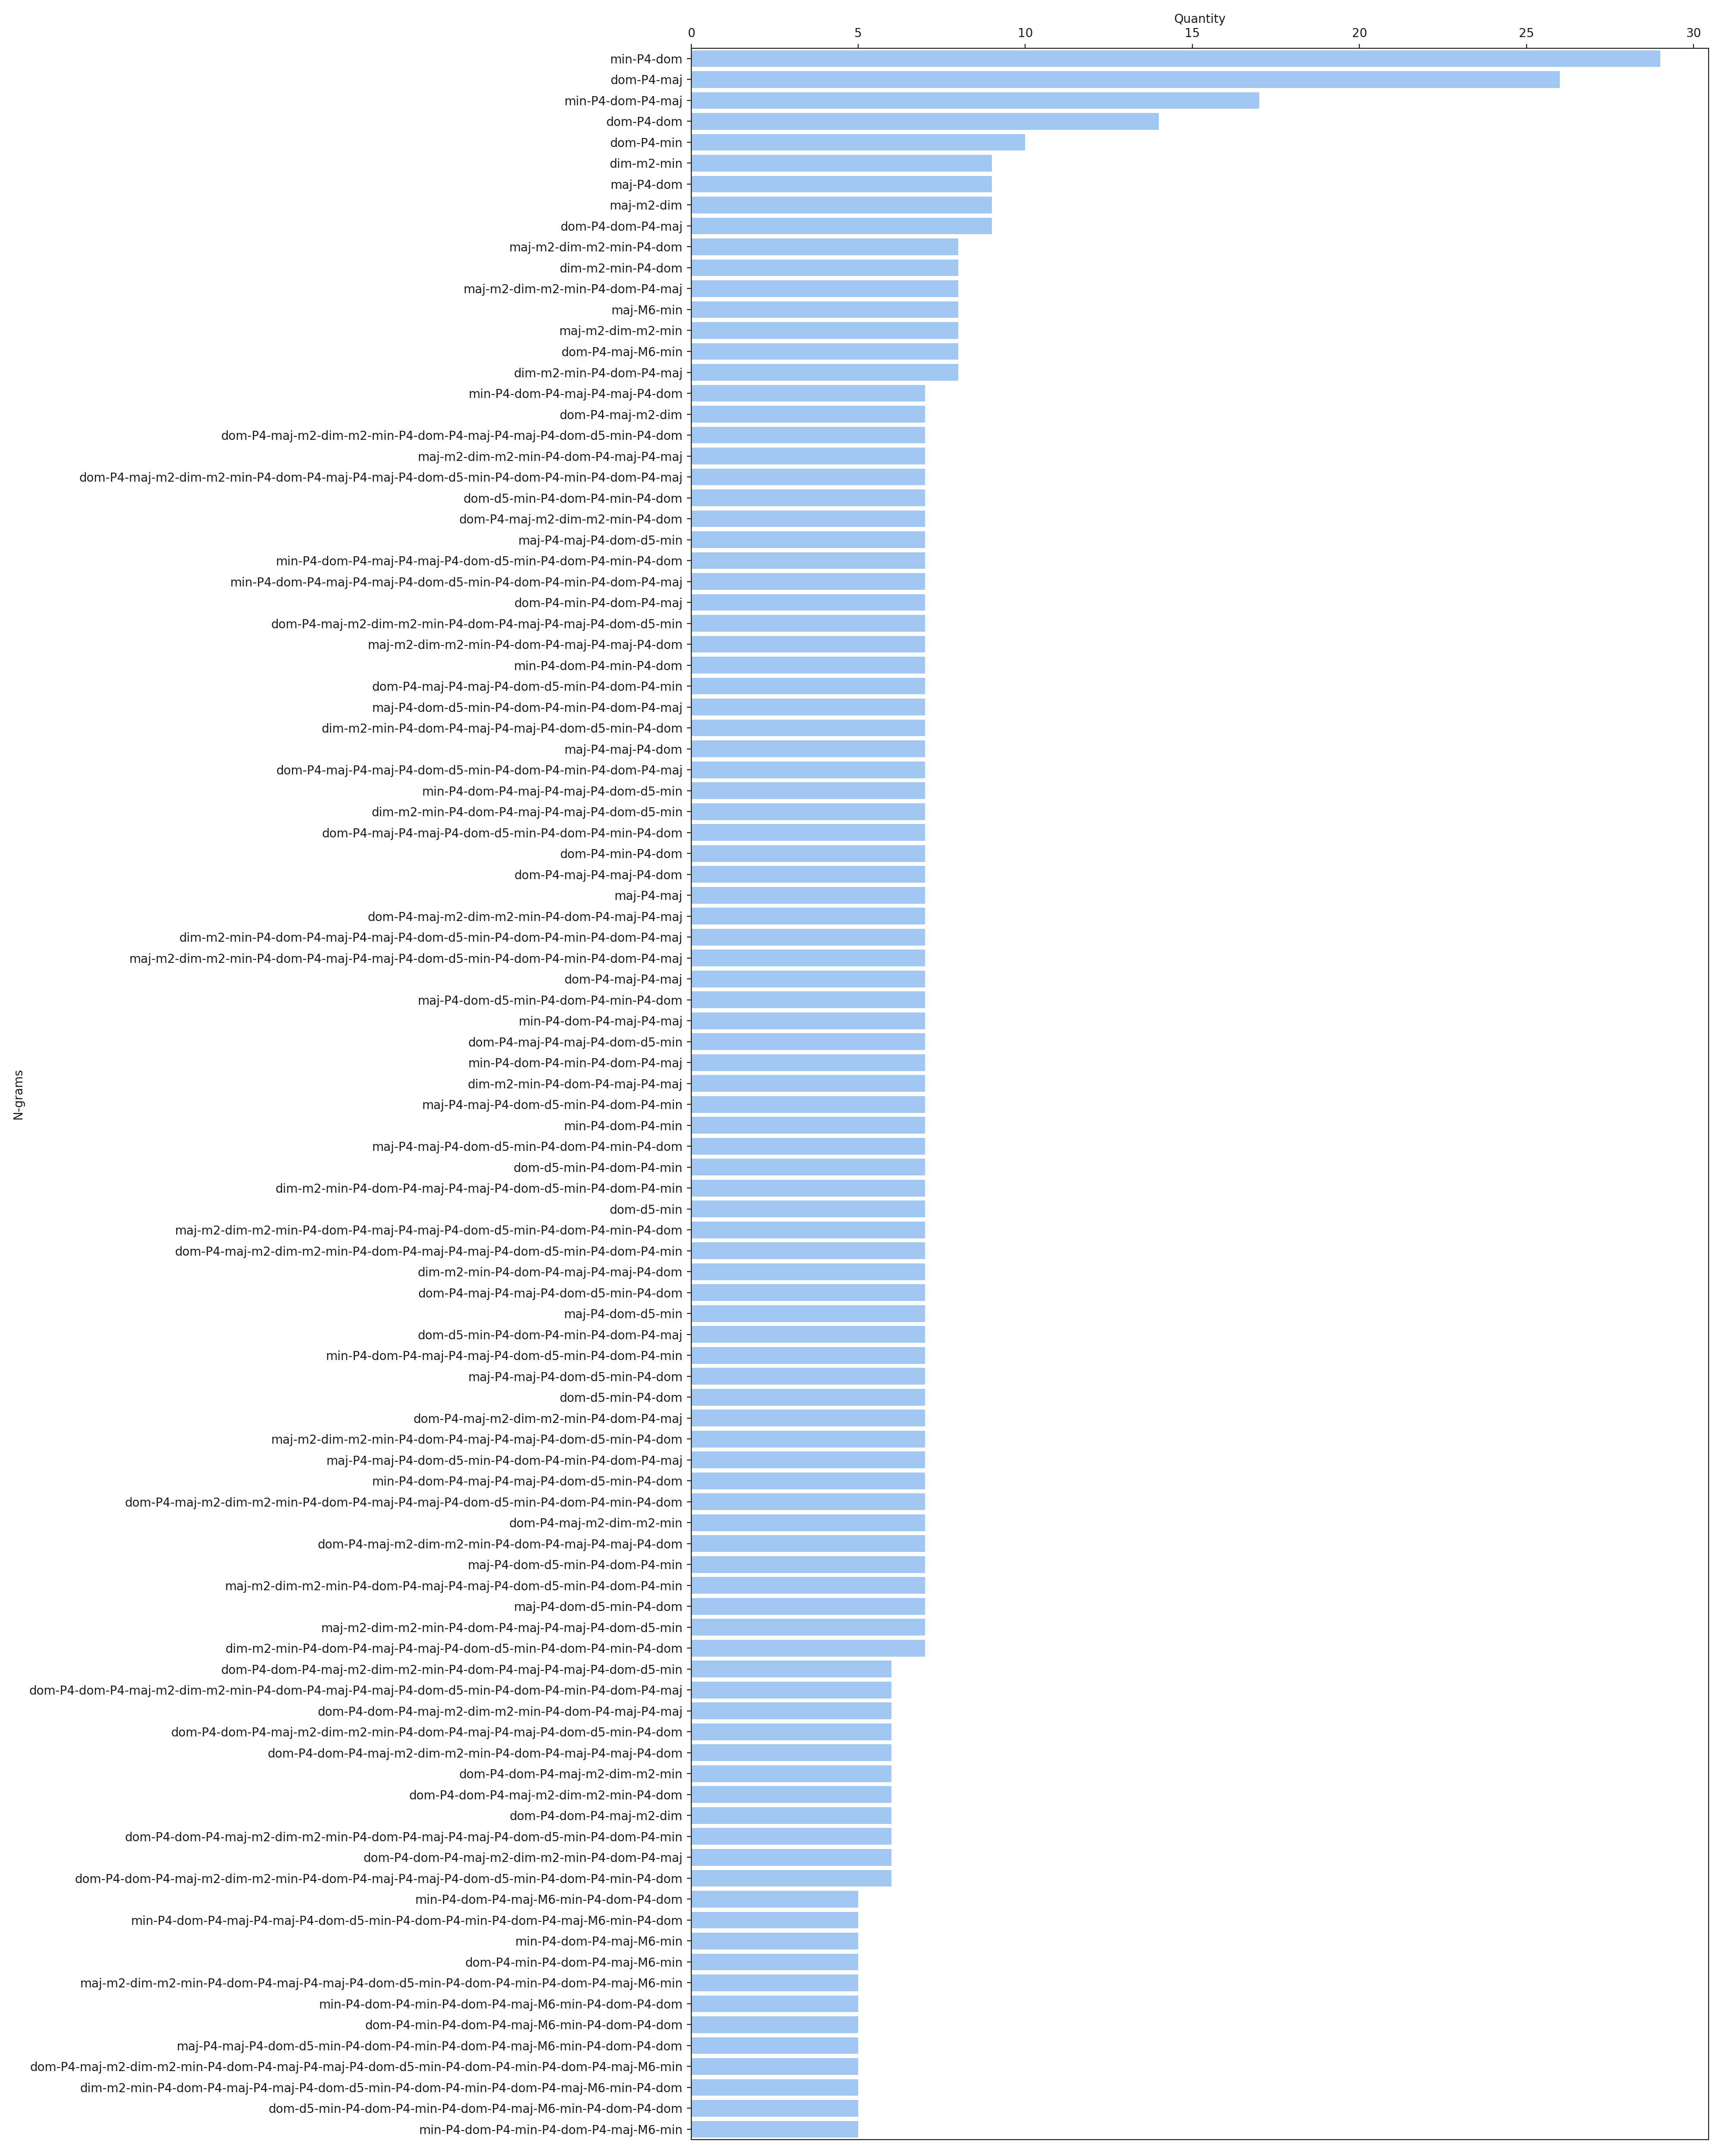 Quantity
0 5 10 15 20 25 30
min-P4-dom
dom-P4-maj
min-P4-dom-P4-maj
dom-P4-dom
dom-P4-min
dim-m2-min
maj-P4-dom
maj-m2-dim
dom-P4-dom-P4-maj
maj-m2-dim-m2-min-P4-dom
dim-m2-min-P4-dom
maj-m2-dim-m2-min-P4-dom-P4-maj
maj-M6-min
maj-m2-dim-m2-min
dom-P4-maj-M6-min
dim-m2-min-P4-dom-P4-maj
min-P4-dom-P4-maj-P4-maj-P4-dom
dom-P4-maj-m2-dim
dom-P4-maj-m2-dim-m2-min-P4-dom-P4-maj-P4-maj-P4-dom-d5-min-P4-dom
maj-m2-dim-m2-min-P4-dom-P4-maj-P4-maj
dom-P4-maj-m2-dim-m2-min-P4-dom-P4-maj-P4-maj-P4-dom-d5-min-P4-dom-P4-min-P4-dom-P4-maj
dom-d5-min-P4-dom-P4-min-P4-dom
dom-P4-maj-m2-dim-m2-min-P4-dom
maj-P4-maj-P4-dom-d5-min
min-P4-dom-P4-maj-P4-maj-P4-dom-d5-min-P4-dom-P4-min-P4-dom
min-P4-dom-P4-maj-P4-maj-P4-dom-d5-min-P4-dom-P4-min-P4-dom-P4-maj
dom-P4-min-P4-dom-P4-maj
dom-P4-maj-m2-dim-m2-min-P4-dom-P4-maj-P4-maj-P4-dom-d5-min
maj-m2-dim-m2-min-P4-dom-P4-maj-P4-maj-P4-dom
min-P4-dom-P4-min-P4-dom
dom-P4-maj-P4-maj-P4-dom-d5-min-P4-dom-P4-min
maj-P4-dom-d5-min-P4-dom-P4-min-P4-dom-P4-maj
dim-m2-min-P4-dom-P4-maj-P4-maj-P4-dom-d5-min-P4-dom
maj-P4-maj-P4-dom
dom-P4-maj-P4-maj-P4-dom-d5-min-P4-dom-P4-min-P4-dom-P4-maj
min-P4-dom-P4-maj-P4-maj-P4-dom-d5-min
dim-m2-min-P4-dom-P4-maj-P4-maj-P4-dom-d5-min
dom-P4-maj-P4-maj-P4-dom-d5-min-P4-dom-P4-min-P4-dom
dom-P4-min-P4-dom
dom-P4-maj-P4-maj-P4-dom
maj-P4-maj
dom-P4-maj-m2-dim-m2-min-P4-dom-P4-maj-P4-maj
dim-m2-min-P4-dom-P4-maj-P4-maj-P4-dom-d5-min-P4-dom-P4-min-P4-dom-P4-maj
maj-m2-dim-m2-min-P4-dom-P4-maj-P4-maj-P4-dom-d5-min-P4-dom-P4-min-P4-dom-P4-maj
dom-P4-maj-P4-maj
maj-P4-dom-d5-min-P4-dom-P4-min-P4-dom
min-P4-dom-P4-maj-P4-maj
dom-P4-maj-P4-maj-P4-dom-d5-min
min-P4-dom-P4-min-P4-dom-P4-maj
dim-m2-min-P4-dom-P4-maj-P4-maj
maj-P4-maj-P4-dom-d5-min-P4-dom-P4-min
min-P4-dom-P4-min
maj-P4-maj-P4-dom-d5-min-P4-dom-P4-min-P4-dom
dom-d5-min-P4-dom-P4-min
dim-m2-min-P4-dom-P4-maj-P4-maj-P4-dom-d5-min-P4-dom-P4-min
dom-d5-min
maj-m2-dim-m2-min-P4-dom-P4-maj-P4-maj-P4-dom-d5-min-P4-dom-P4-min-P4-dom
dom-P4-maj-m2-dim-m2-min-P4-dom-P4-maj-P4-maj-P4-dom-d5-min-P4-dom-P4-min
dim-m2-min-P4-dom-P4-maj-P4-maj-P4-dom
dom-P4-maj-P4-maj-P4-dom-d5-min-P4-dom
maj-P4-dom-d5-min
dom-d5-min-P4-dom-P4-min-P4-dom-P4-maj
min-P4-dom-P4-maj-P4-maj-P4-dom-d5-min-P4-dom-P4-min
maj-P4-maj-P4-dom-d5-min-P4-dom
dom-d5-min-P4-dom
dom-P4-maj-m2-dim-m2-min-P4-dom-P4-maj
maj-m2-dim-m2-min-P4-dom-P4-maj-P4-maj-P4-dom-d5-min-P4-dom
maj-P4-maj-P4-dom-d5-min-P4-dom-P4-min-P4-dom-P4-maj
min-P4-dom-P4-maj-P4-maj-P4-dom-d5-min-P4-dom
dom-P4-maj-m2-dim-m2-min-P4-dom-P4-maj-P4-maj-P4-dom-d5-min-P4-dom-P4-min-P4-dom
dom-P4-maj-m2-dim-m2-min
dom-P4-maj-m2-dim-m2-min-P4-dom-P4-maj-P4-maj-P4-dom
maj-P4-dom-d5-min-P4-dom-P4-min
maj-m2-dim-m2-min-P4-dom-P4-maj-P4-maj-P4-dom-d5-min-P4-dom-P4-min
maj-P4-dom-d5-min-P4-dom
maj-m2-dim-m2-min-P4-dom-P4-maj-P4-maj-P4-dom-d5-min
dim-m2-min-P4-dom-P4-maj-P4-maj-P4-dom-d5-min-P4-dom-P4-min-P4-dom
dom-P4-dom-P4-maj-m2-dim-m2-min-P4-dom-P4-maj-P4-maj-P4-dom-d5-min
dom-P4-dom-P4-maj-m2-dim-m2-min-P4-dom-P4-maj-P4-maj-P4-dom-d5-min-P4-dom-P4-min-P4-dom-P4-maj
dom-P4-dom-P4-maj-m2-dim-m2-min-P4-dom-P4-maj-P4-maj
dom-P4-dom-P4-maj-m2-dim-m2-min-P4-dom-P4-maj-P4-maj-P4-dom-d5-min-P4-dom
dom-P4-dom-P4-maj-m2-dim-m2-min-P4-dom-P4-maj-P4-maj-P4-dom
dom-P4-dom-P4-maj-m2-dim-m2-min
dom-P4-dom-P4-maj-m2-dim-m2-min-P4-dom
dom-P4-dom-P4-maj-m2-dim
dom-P4-dom-P4-maj-m2-dim-m2-min-P4-dom-P4-maj-P4-maj-P4-dom-d5-min-P4-dom-P4-min
dom-P4-dom-P4-maj-m2-dim-m2-min-P4-dom-P4-maj
dom-P4-dom-P4-maj-m2-dim-m2-min-P4-dom-P4-maj-P4-maj-P4-dom-d5-min-P4-dom-P4-min-P4-dom
min-P4-dom-P4-maj-M6-min-P4-dom-P4-dom
min-P4-dom-P4-maj-P4-maj-P4-dom-d5-min-P4-dom-P4-min-P4-dom-P4-maj-M6-min-P4-dom
min-P4-dom-P4-maj-M6-min
dom-P4-min-P4-dom-P4-maj-M6-min
maj-m2-dim-m2-min-P4-dom-P4-maj-P4-maj-P4-dom-d5-min-P4-dom-P4-min-P4-dom-P4-maj-M6-min
min-P4-dom-P4-min-P4-dom-P4-maj-M6-min-P4-dom-P4-dom
dom-P4-min-P4-dom-P4-maj-M6-min-P4-dom-P4-dom
maj-P4-maj-P4-dom-d5-min-P4-dom-P4-min-P4-dom-P4-maj-M6-min-P4-dom-P4-dom
dom-P4-maj-m2-dim-m2-min-P4-dom-P4-maj-P4-maj-P4-dom-d5-min-P4-dom-P4-min-P4-dom-P4-maj-M6-min
dim-m2-min-P4-dom-P4-maj-P4-maj-P4-dom-d5-min-P4-dom-P4-min-P4-dom-P4-maj-M6-min-P4-dom
dom-d5-min-P4-dom-P4-min-P4-dom-P4-maj-M6-min-P4-dom-P4-dom
min-P4-dom-P4-min-P4-dom-P4-maj-M6-min
N-grams